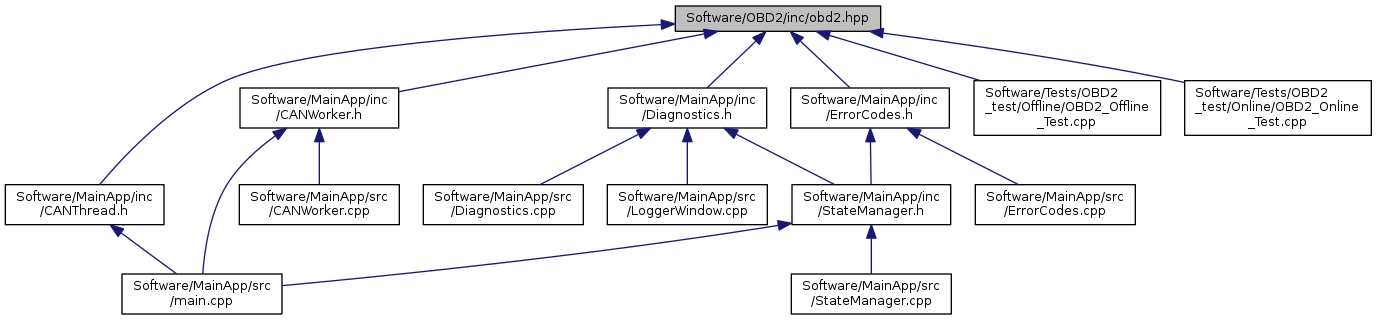 Software/OBD2/inc/obd2.hpp
Software/MainApp/inc
/CANWorker.h
Software/MainApp/inc
/Diagnostics.h
Software/MainApp/inc
/ErrorCodes.h
Software/Tests/OBD2
_test/Offline/OBD2_Offline
_Test.cpp
Software/Tests/OBD2
_test/Online/OBD2_Online
_Test.cpp
Software/MainApp/inc
/CANThread.h
Software/MainApp/src
/CANWorker.cpp
Software/MainApp/src
/Diagnostics.cpp
Software/MainApp/src
/LoggerWindow.cpp
Software/MainApp/inc
/StateManager.h
Software/MainApp/src
/ErrorCodes.cpp
Software/MainApp/src
/main.cpp
Software/MainApp/src
/StateManager.cpp